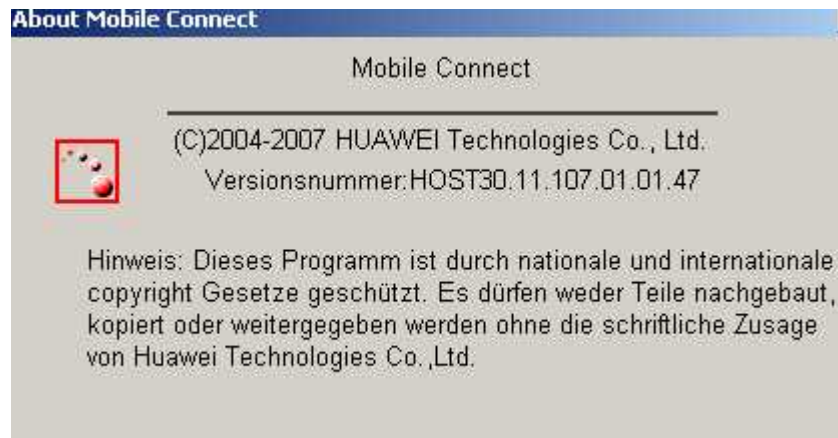 About Mobile Connect
Mobile Connect
(C)2004-2007 HUAWEI Technologies Co., Ltd.
Versionsnummer:HOST30.11.107.01.01.47
Hinweis: Dieses Programm ist durch nationale und internationale
copyright Gesetze geschützt. Es dürfen weder Teile nachgebaut,
kopiert oder weitergegeben werden ohne die schriftliche Zusage
von Huawei Technologies Co.,Ltd.